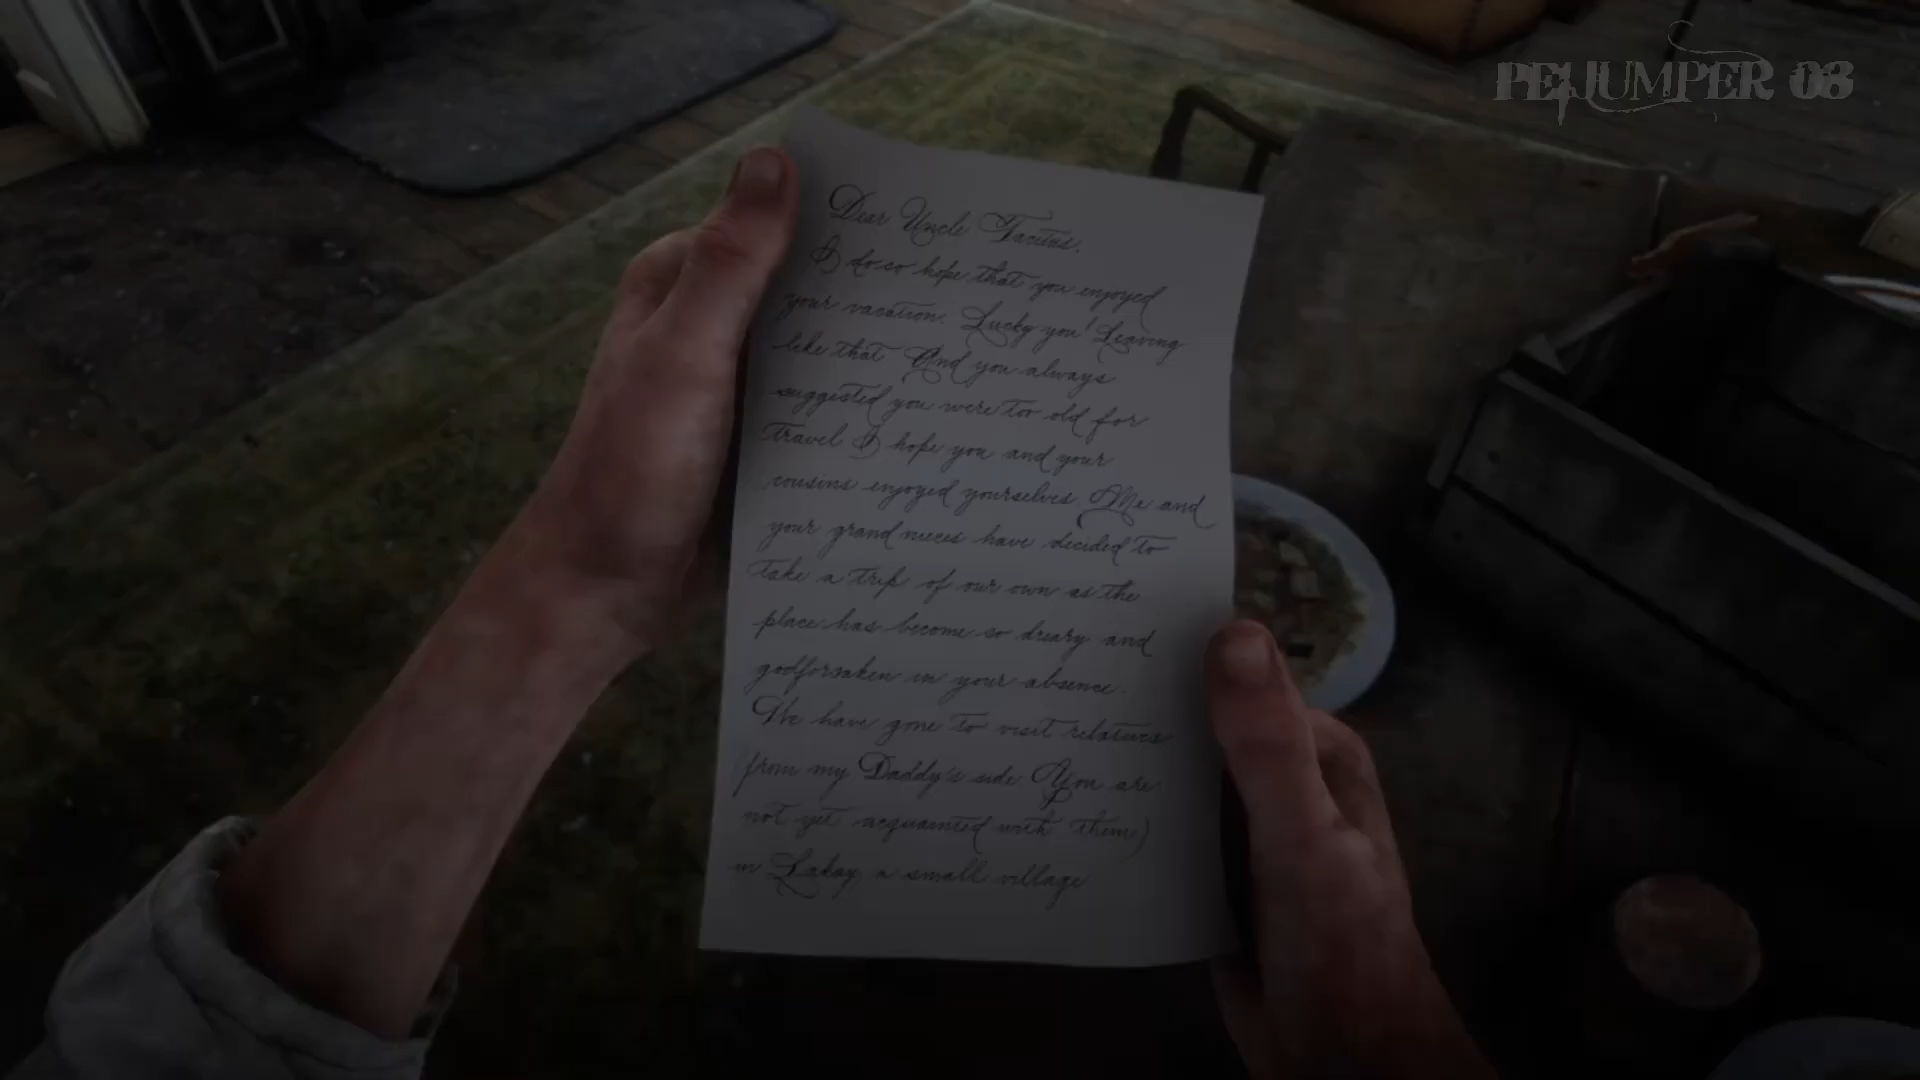 PEJUMPER 08
Dear Uncle Tacitus,
I do so hope that you enjoyed
your vacation. Lucky you! Leaving
like that And you always
suggested you were too old for
travel I hope you and your
cousins enjoyed yourselves Me and
your grand nieces have decided to
take a trip of our own as the
place has become so dreary and
godforsaken in your absence.
We have gone to visit relatives
from my Daddy's side You are
not yet acquainted with them)
in Lakay a small village